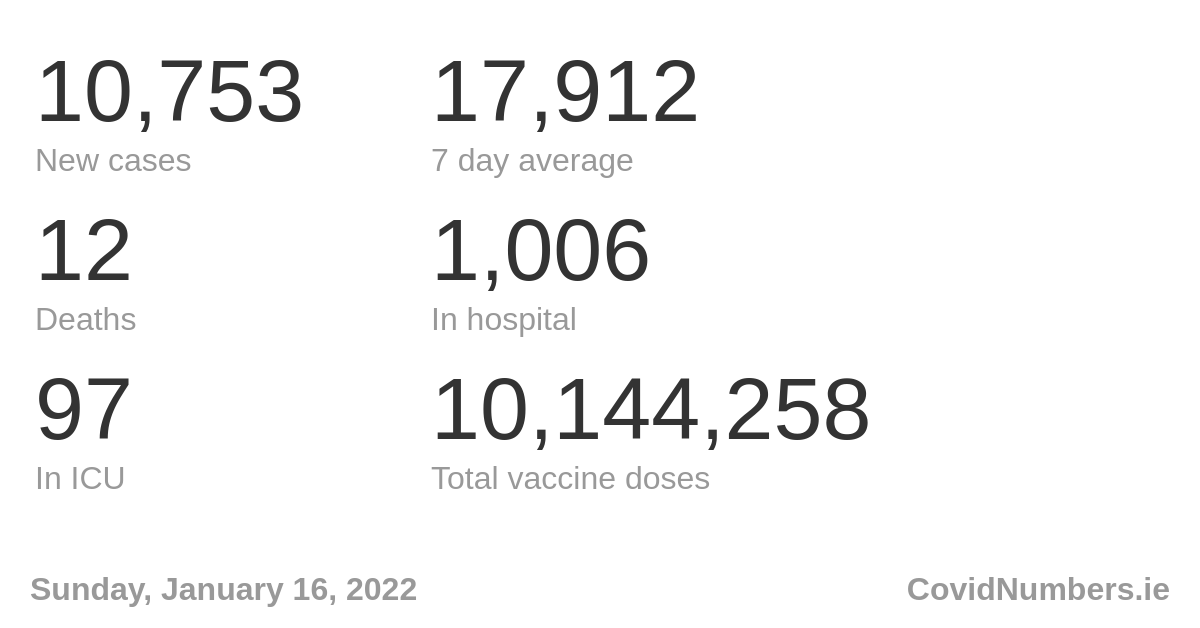 10,753 17,912
New cases 7 day average
12 1,006
Deaths In hospital
97 10,144,258
In ICU Total vaccine doses
Sunday, January 16, 2022 CovidNumbers.ie